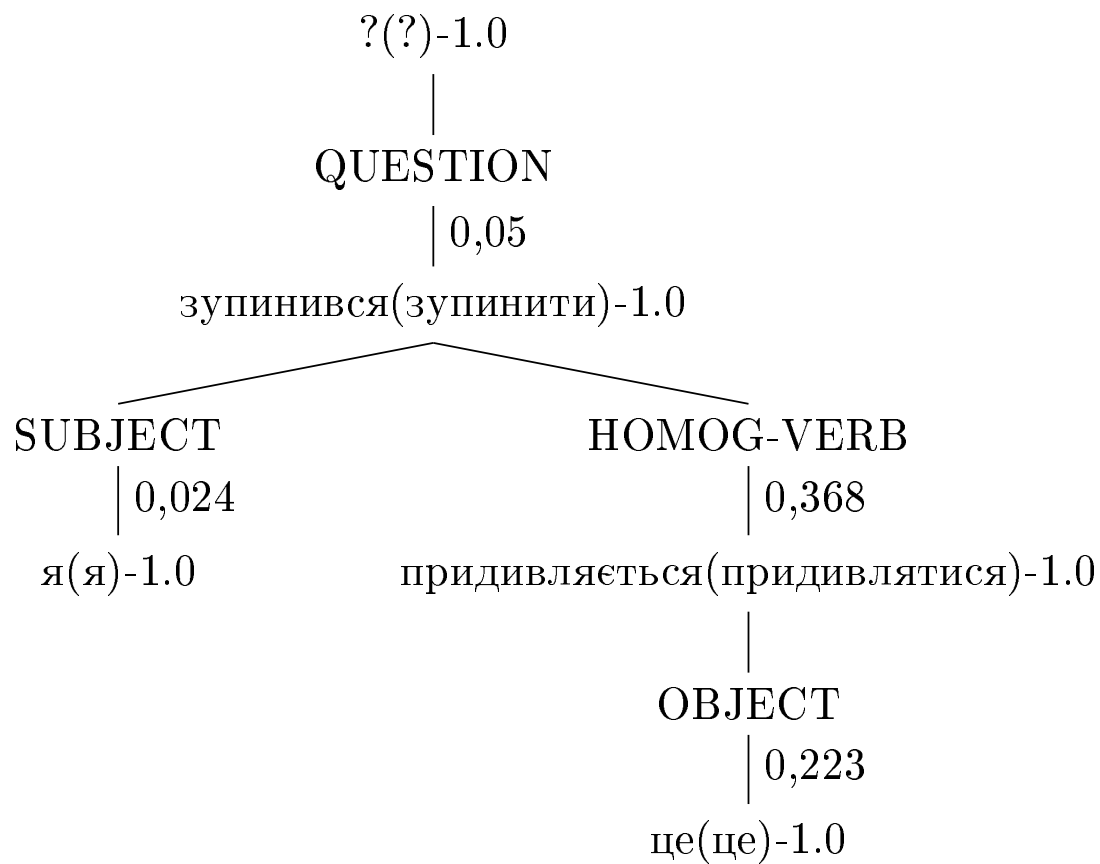 ?(?)-1.0
QUESTION
0,05
зупинився(зупинити)-1.0
SUBJECT HOMOG-VERB
0,024 0,368
я(я)-1.0 придивляється(придивлятися)-1.0
OBJECT
0,223
це(це)-1.0